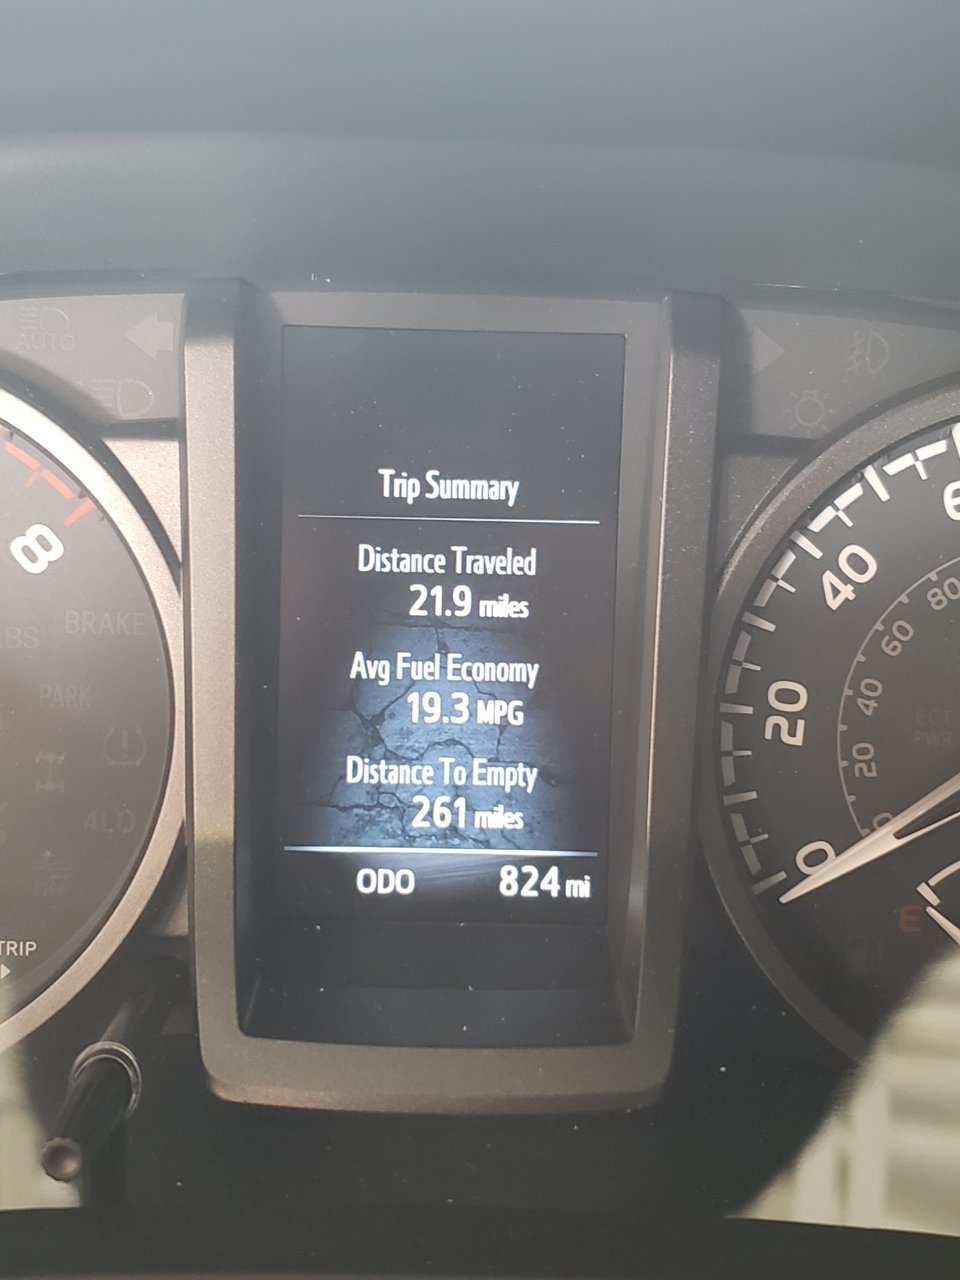 AUTO
8
ABS
BRAKE
PARK
4LO
OFF
TRIP
Trip Summary
Distance Traveled
21.9 miles
Avg Fuel Economy
19.3 MPG
Distance To Empty
261 miles
ODO 824 mi
0
20
40
20
40
60
80
ECT
PWR
E